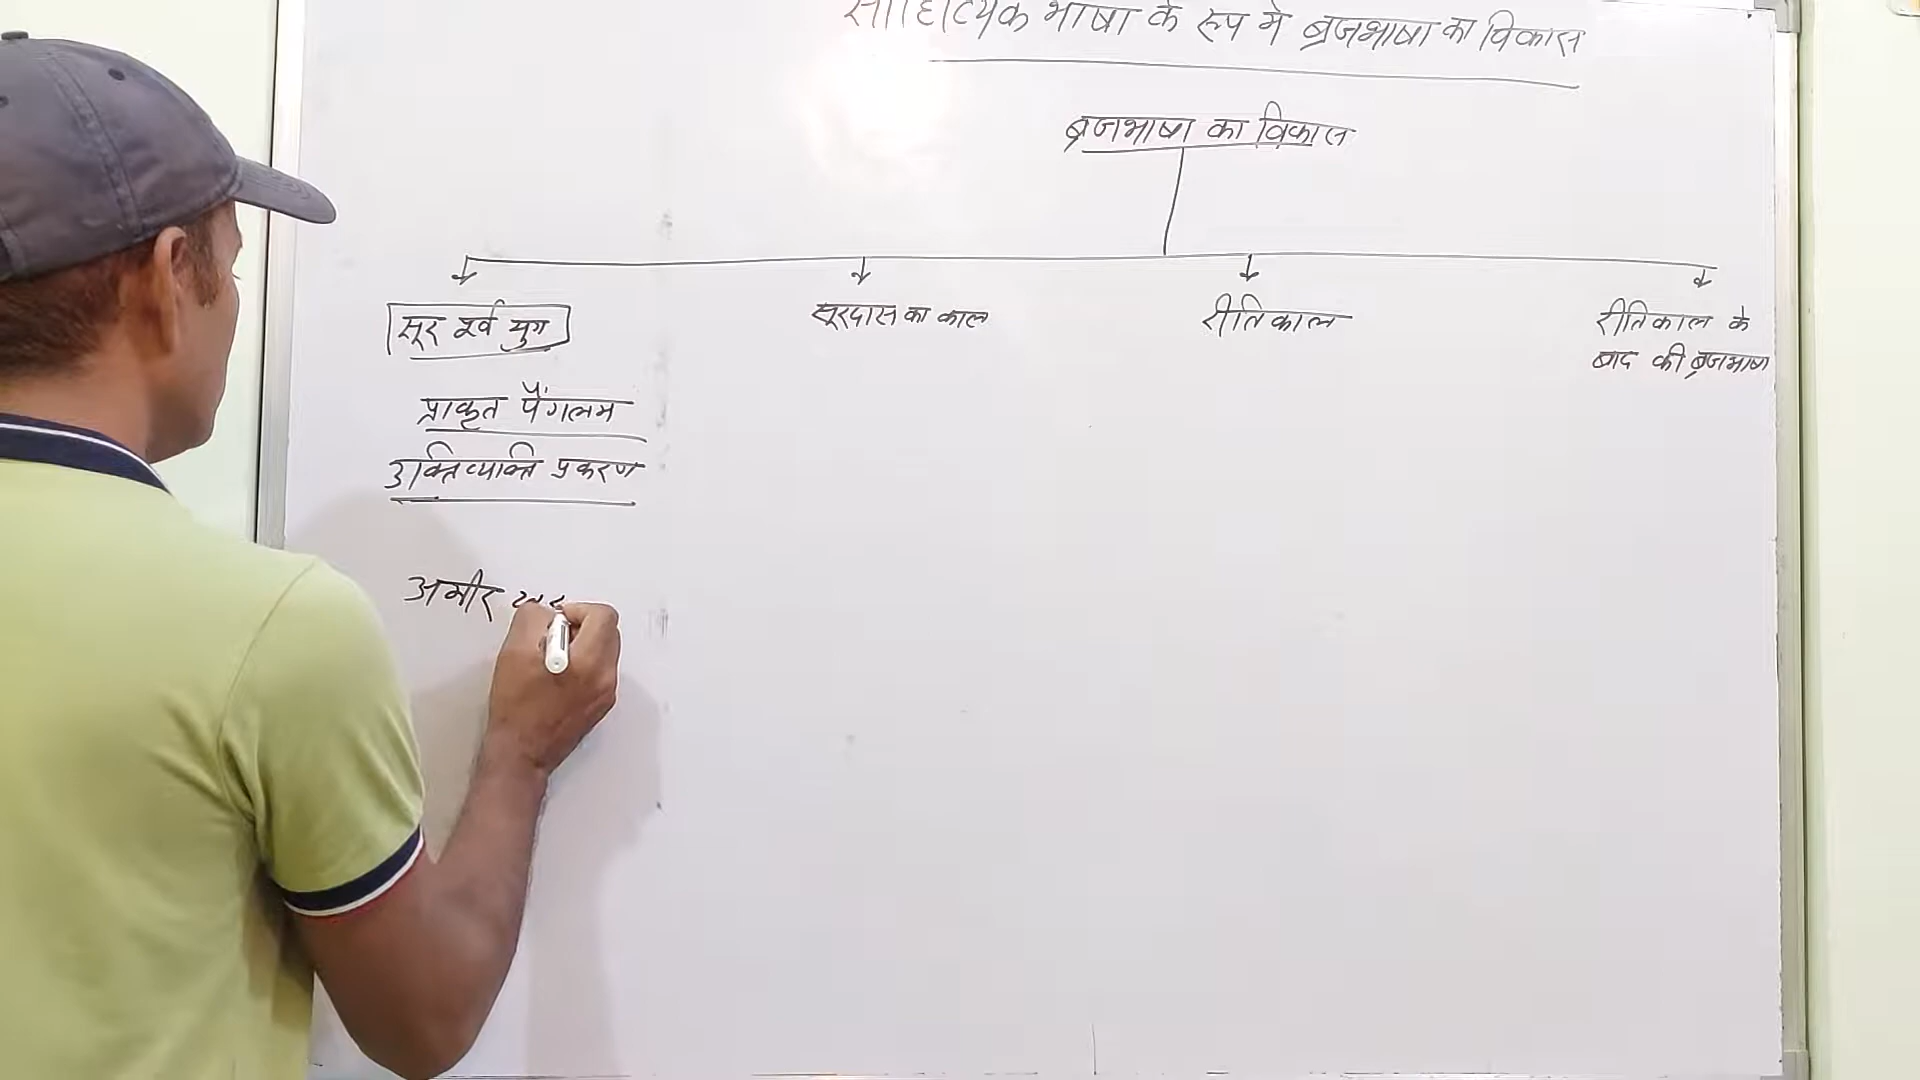 साहित्यिक भाषा के रूप मे ब्रजभाषा का विकास
ब्रजभाषा का विकास
सूर पूर्व युग
सूरदास का काल
रीतिकाल
रीतिकाल के
बाद की ब्रजभाषा
प्राकृत पैंगलम
उक्तिव्यक्ति प्रकरण
अमीर